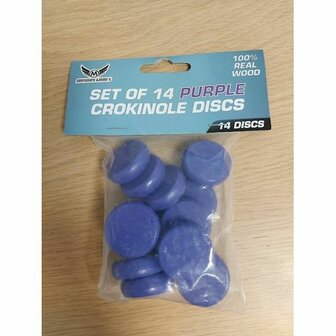 100%
REAL
WOOD
SET OF 14 PURPLE
CROKINOLE DISCS
14 DISCS